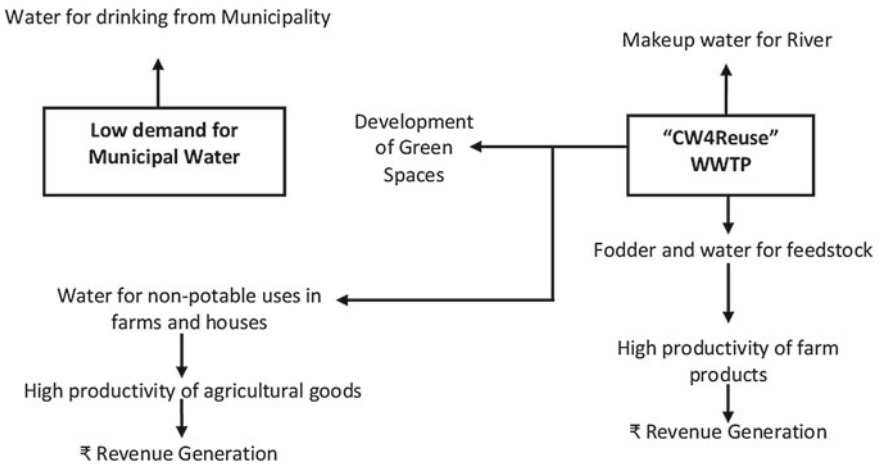 Water for drinking from Municipality
Low demand for
Municipal Water
Development
of Green
Spaces
Makeup water for River
“CW4Reuse”
WWTP
Fodder and water for feedstock
Water for non-potable uses in
farms and houses
High productivity of agricultural goods
₹ Revenue Generation
High productivity of farm
products
₹ Revenue Generation